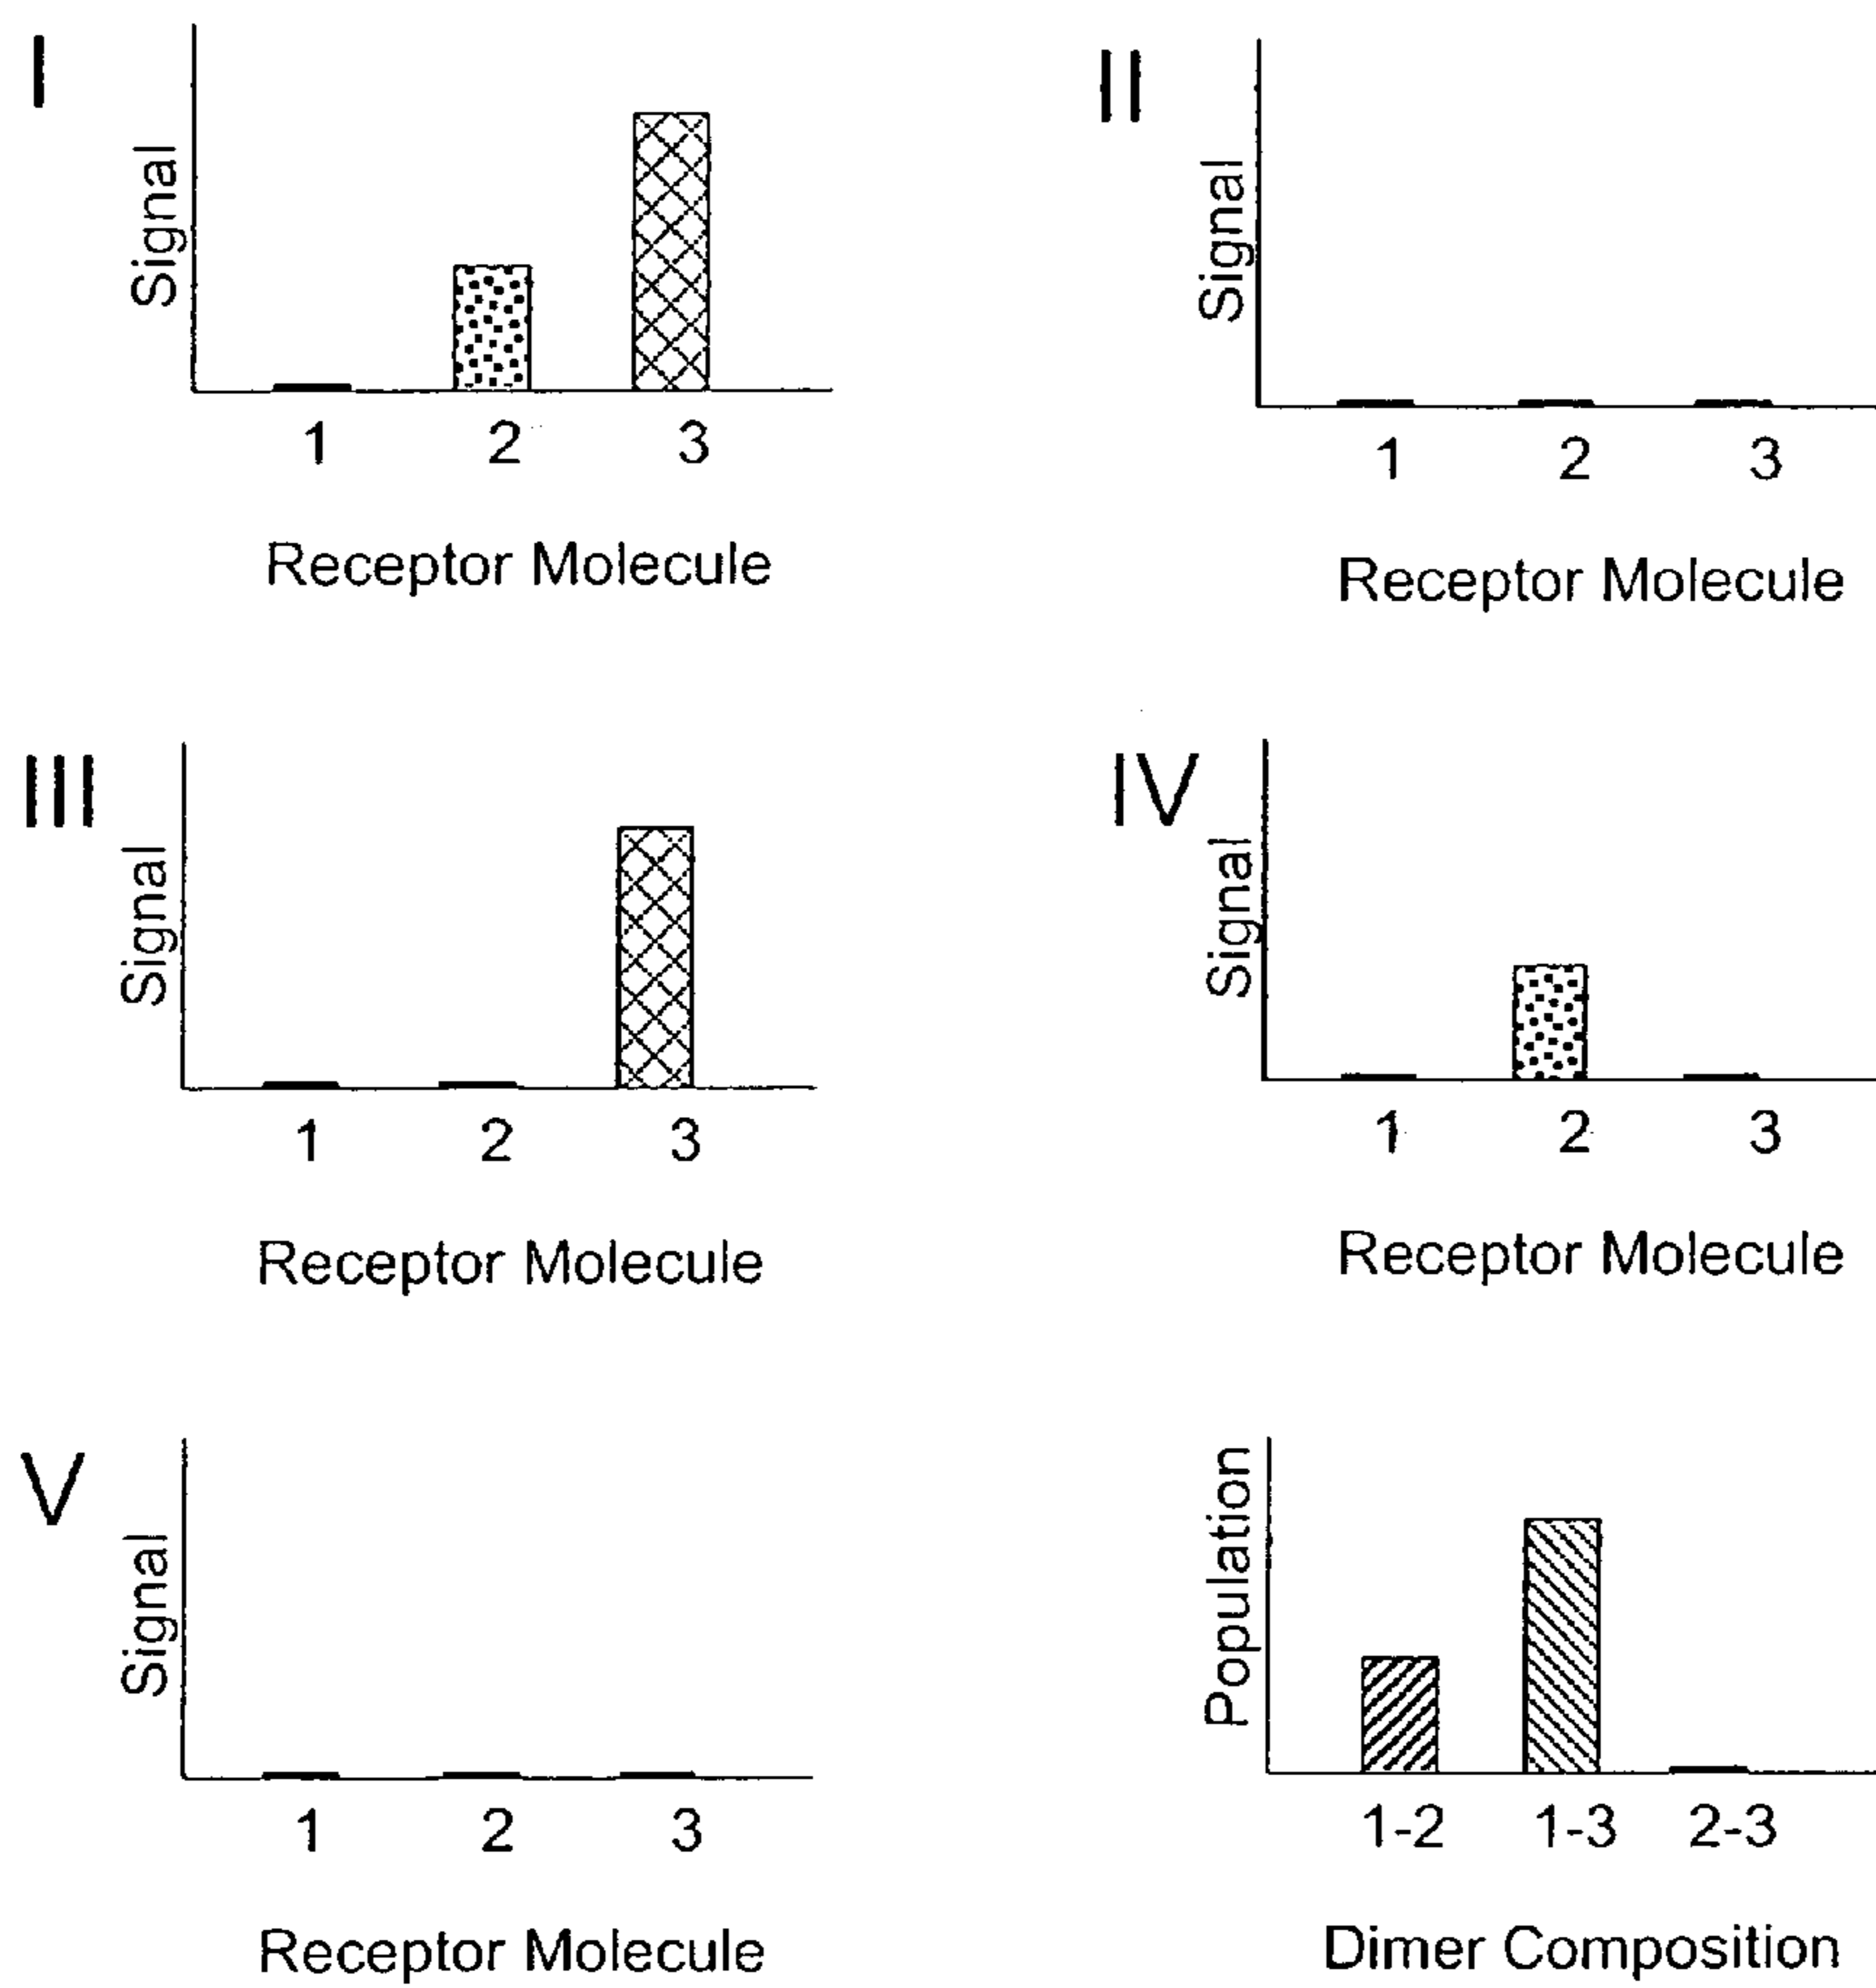 I
Signal
1 2 3
Receptor Molecule
II
Signal
1 2 3
Receptor Molecule
III
Signal
1 2 3
Receptor Molecule
IV
Signal
1 2 3
Receptor Molecule
V
Signal
1 2 3
Receptor Molecule
Population
1-2 1-3 2-3
Dimer Composition